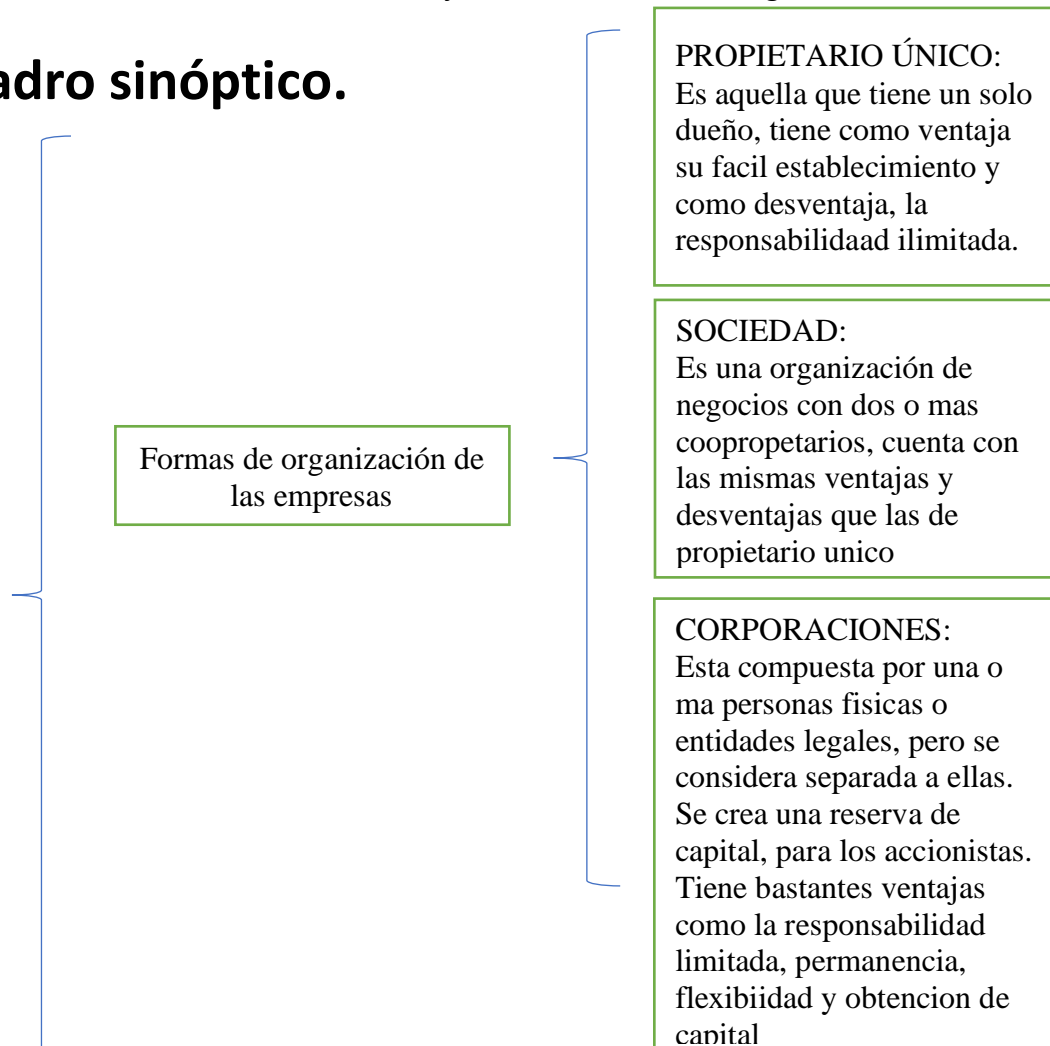 adro sinóptico.
Formas de organización de
las empresas
PROPIETARIO ÚNICO:
Es aquella que tiene un solo
dueño, tiene como ventaja
su facil establecimiento y
como desventaja, la
responsabilidaad ilimitada.
SOCIEDAD:
Es una organización de
negocios con dos o mas
coopropetarios, cuenta con
las mismas ventajas y
desventajas que las de
propietario unico
CORPORACIONES:
Esta compuesta por una o
ma personas fisicas o
entidades legales, pero se
considera separada a ellas.
Se crea una reserva de
capital, para los accionistas.
Tiene bastantes ventajas
como la responsabilidad
limitada, permanencia,
flexibiidad y obtencion de
capital